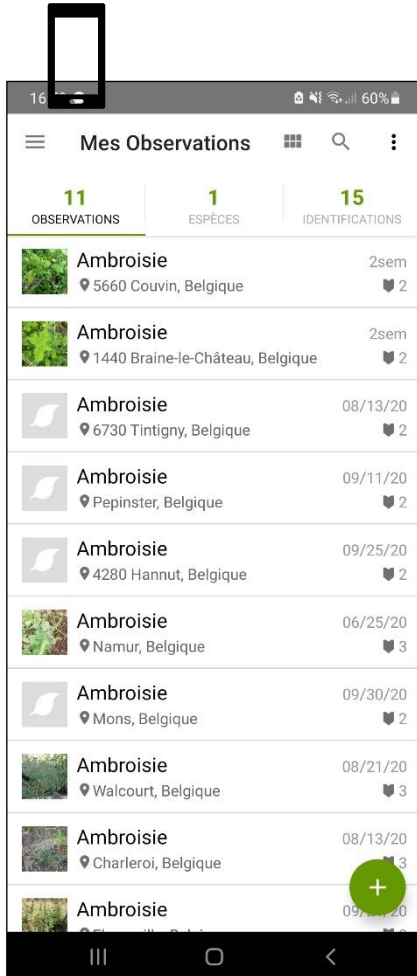 60%
Mes Observations
11 1 15
OBSERVATIONS ESPÈCES IDENTIFICATIONS
Ambroisie 2sem
5660 Couvin, Belgique 2
Ambroisie 2sem
1440 Braine-le-Château, Belgique 2
Ambroisie 08/13/20
6730 Tintigny, Belgique 2
Ambroisie 09/11/20
Pepinster, Belgique 2
Ambroisie 09/25/20
4280 Hannut, Belgique 2
Ambroisie 06/25/20
Namur, Belgique 3
Ambroisie 09/30/20
Mons, Belgique 2
Ambroisie 08/21/20
Walcourt, Belgique 3
Ambroisie 08/13/20
Charleroi, Belgique 3
Ambroisie